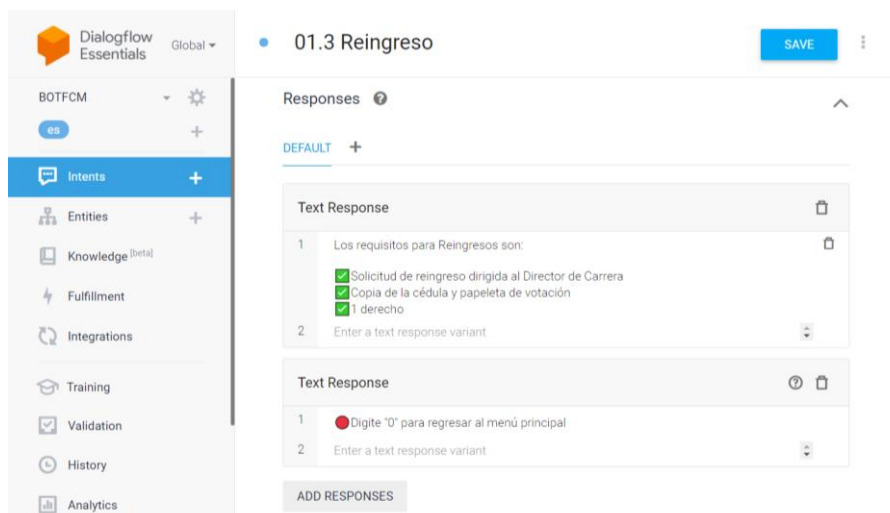 Dialogflow
Essentials
Global
01.3 Reingreso
SAVE
BOTFCM
es
Intents
Entities
Knowledge [beta]
Fulfillment
Integrations
Training
Validation
History
Analytics
Responses
DEFAULT
Text Response
1 Los requisitos para Reingresos son:
✅Solicitud de reingreso dirigida al Director de Carrera
✅Copia de la cédula y papeleta de votación
✅1 derecho
2 Enter a text response variant
Text Response
1 🔴Digite "0" para regresar al menú principal
2 Enter a text response variant
ADD RESPONSES